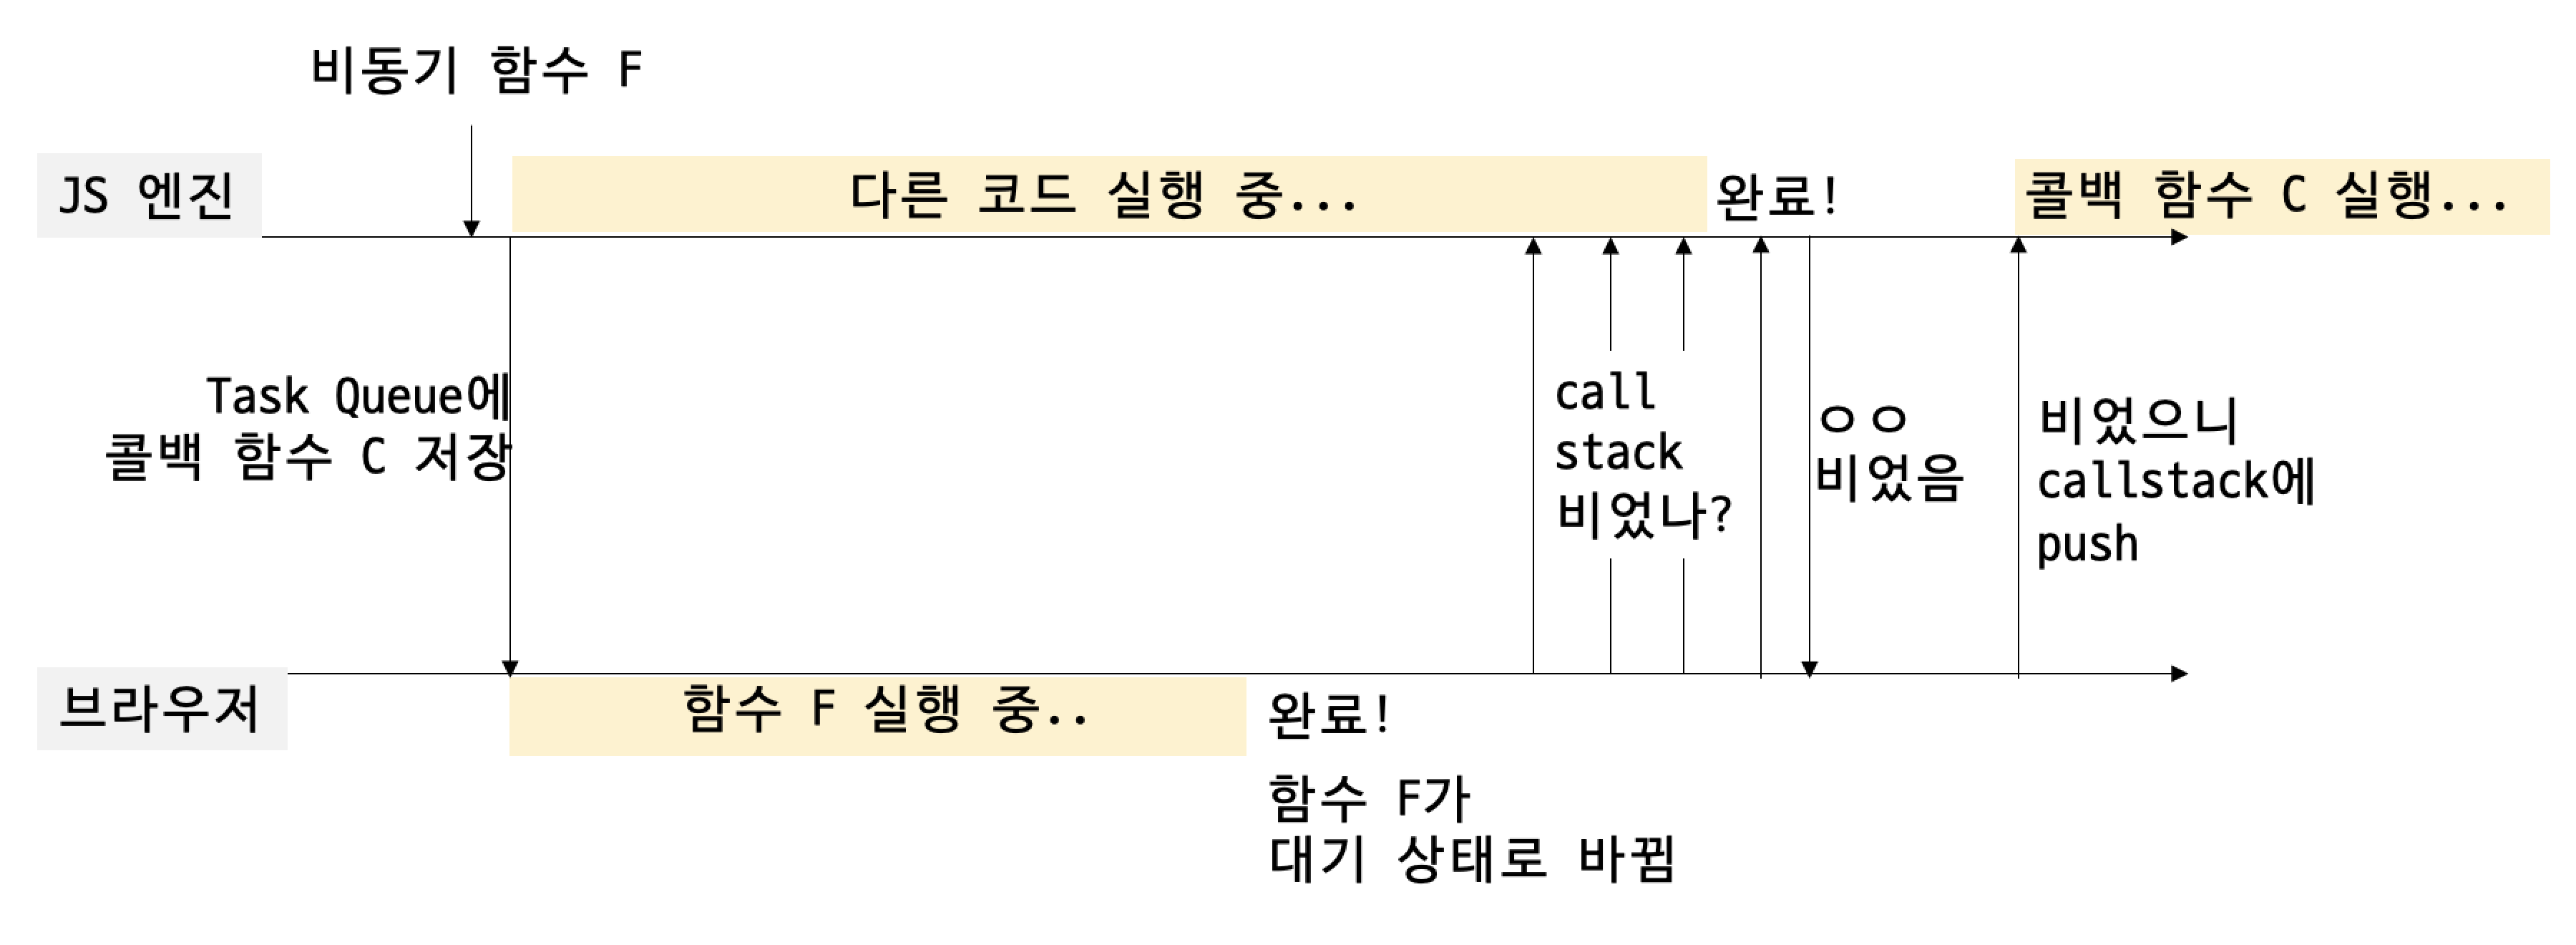 비동기 함수 F
JS 엔진
다른 코드 실행 중...
완료!
콜백 함수 C 실행...
Task Queue에
콜백 함수 C 저장
call
stack
비었나?
ㅇㅇ
비었음
비었으니
callstack에
push
브라우저
함수 F 실행 중..
완료!
함수 F가
대기 상태로 바뀜